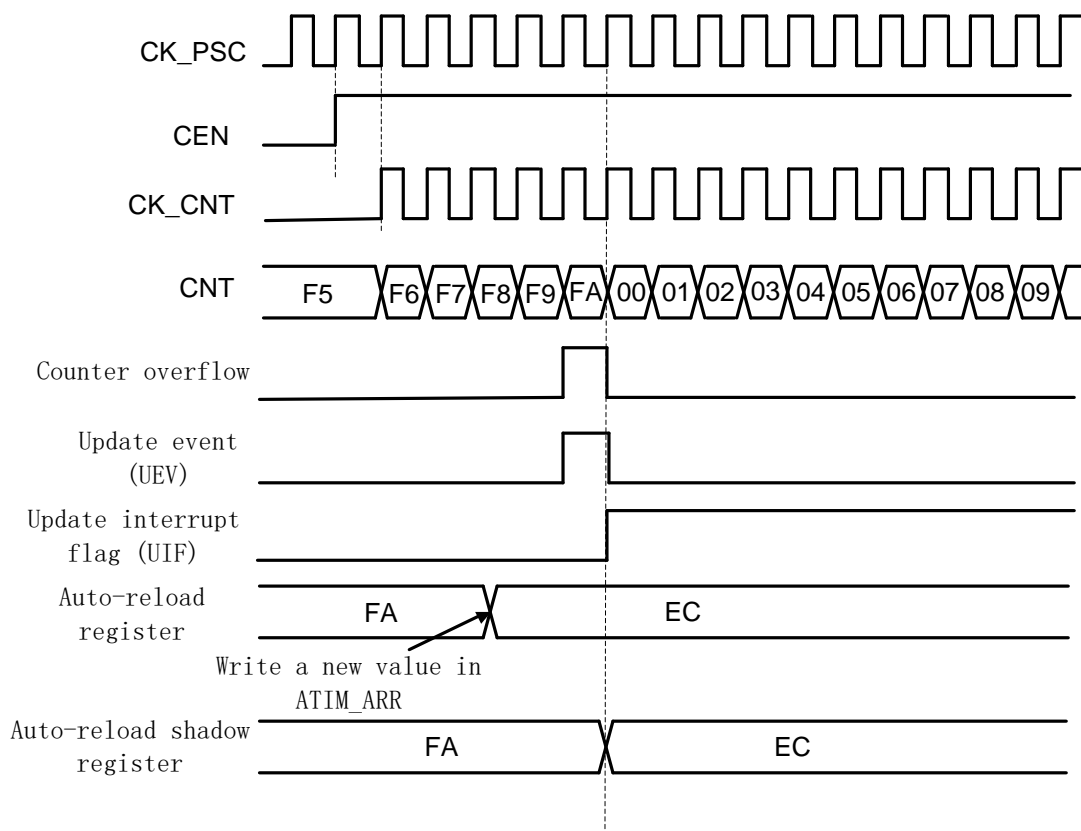 CK_PSC
CEN
CK_CNT
CNT F5 F6 F7 F8 F9 FA 00 01 02 03 04 05 06 07 08 09
Counter overflow
Update event
(UEV)
Update interrupt
flag (UIF)
Auto-reload
register
FA EC
Write a new value in
ATIM_ARR
Auto-reload shadow
register
FA EC